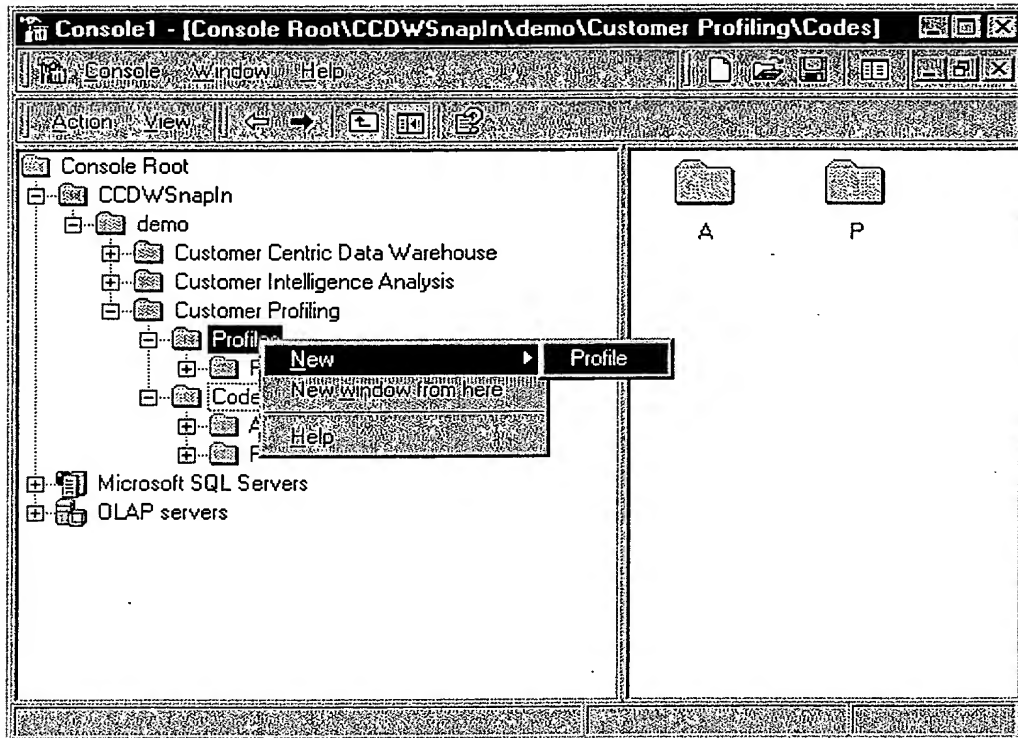 Console1 - [Console Root\CCDWSnapIn\demo\Customer Profiling\Codes]
Console Window Help
Action View
Console Root
CCDWSnapIn
demo
Customer Centric Data Warehouse
Customer Intelligence Analysis
Customer Profiling
Profiles
New
Profile
New window from here
Code
Help
A
Microsoft SQL Servers
OLAP servers
A P